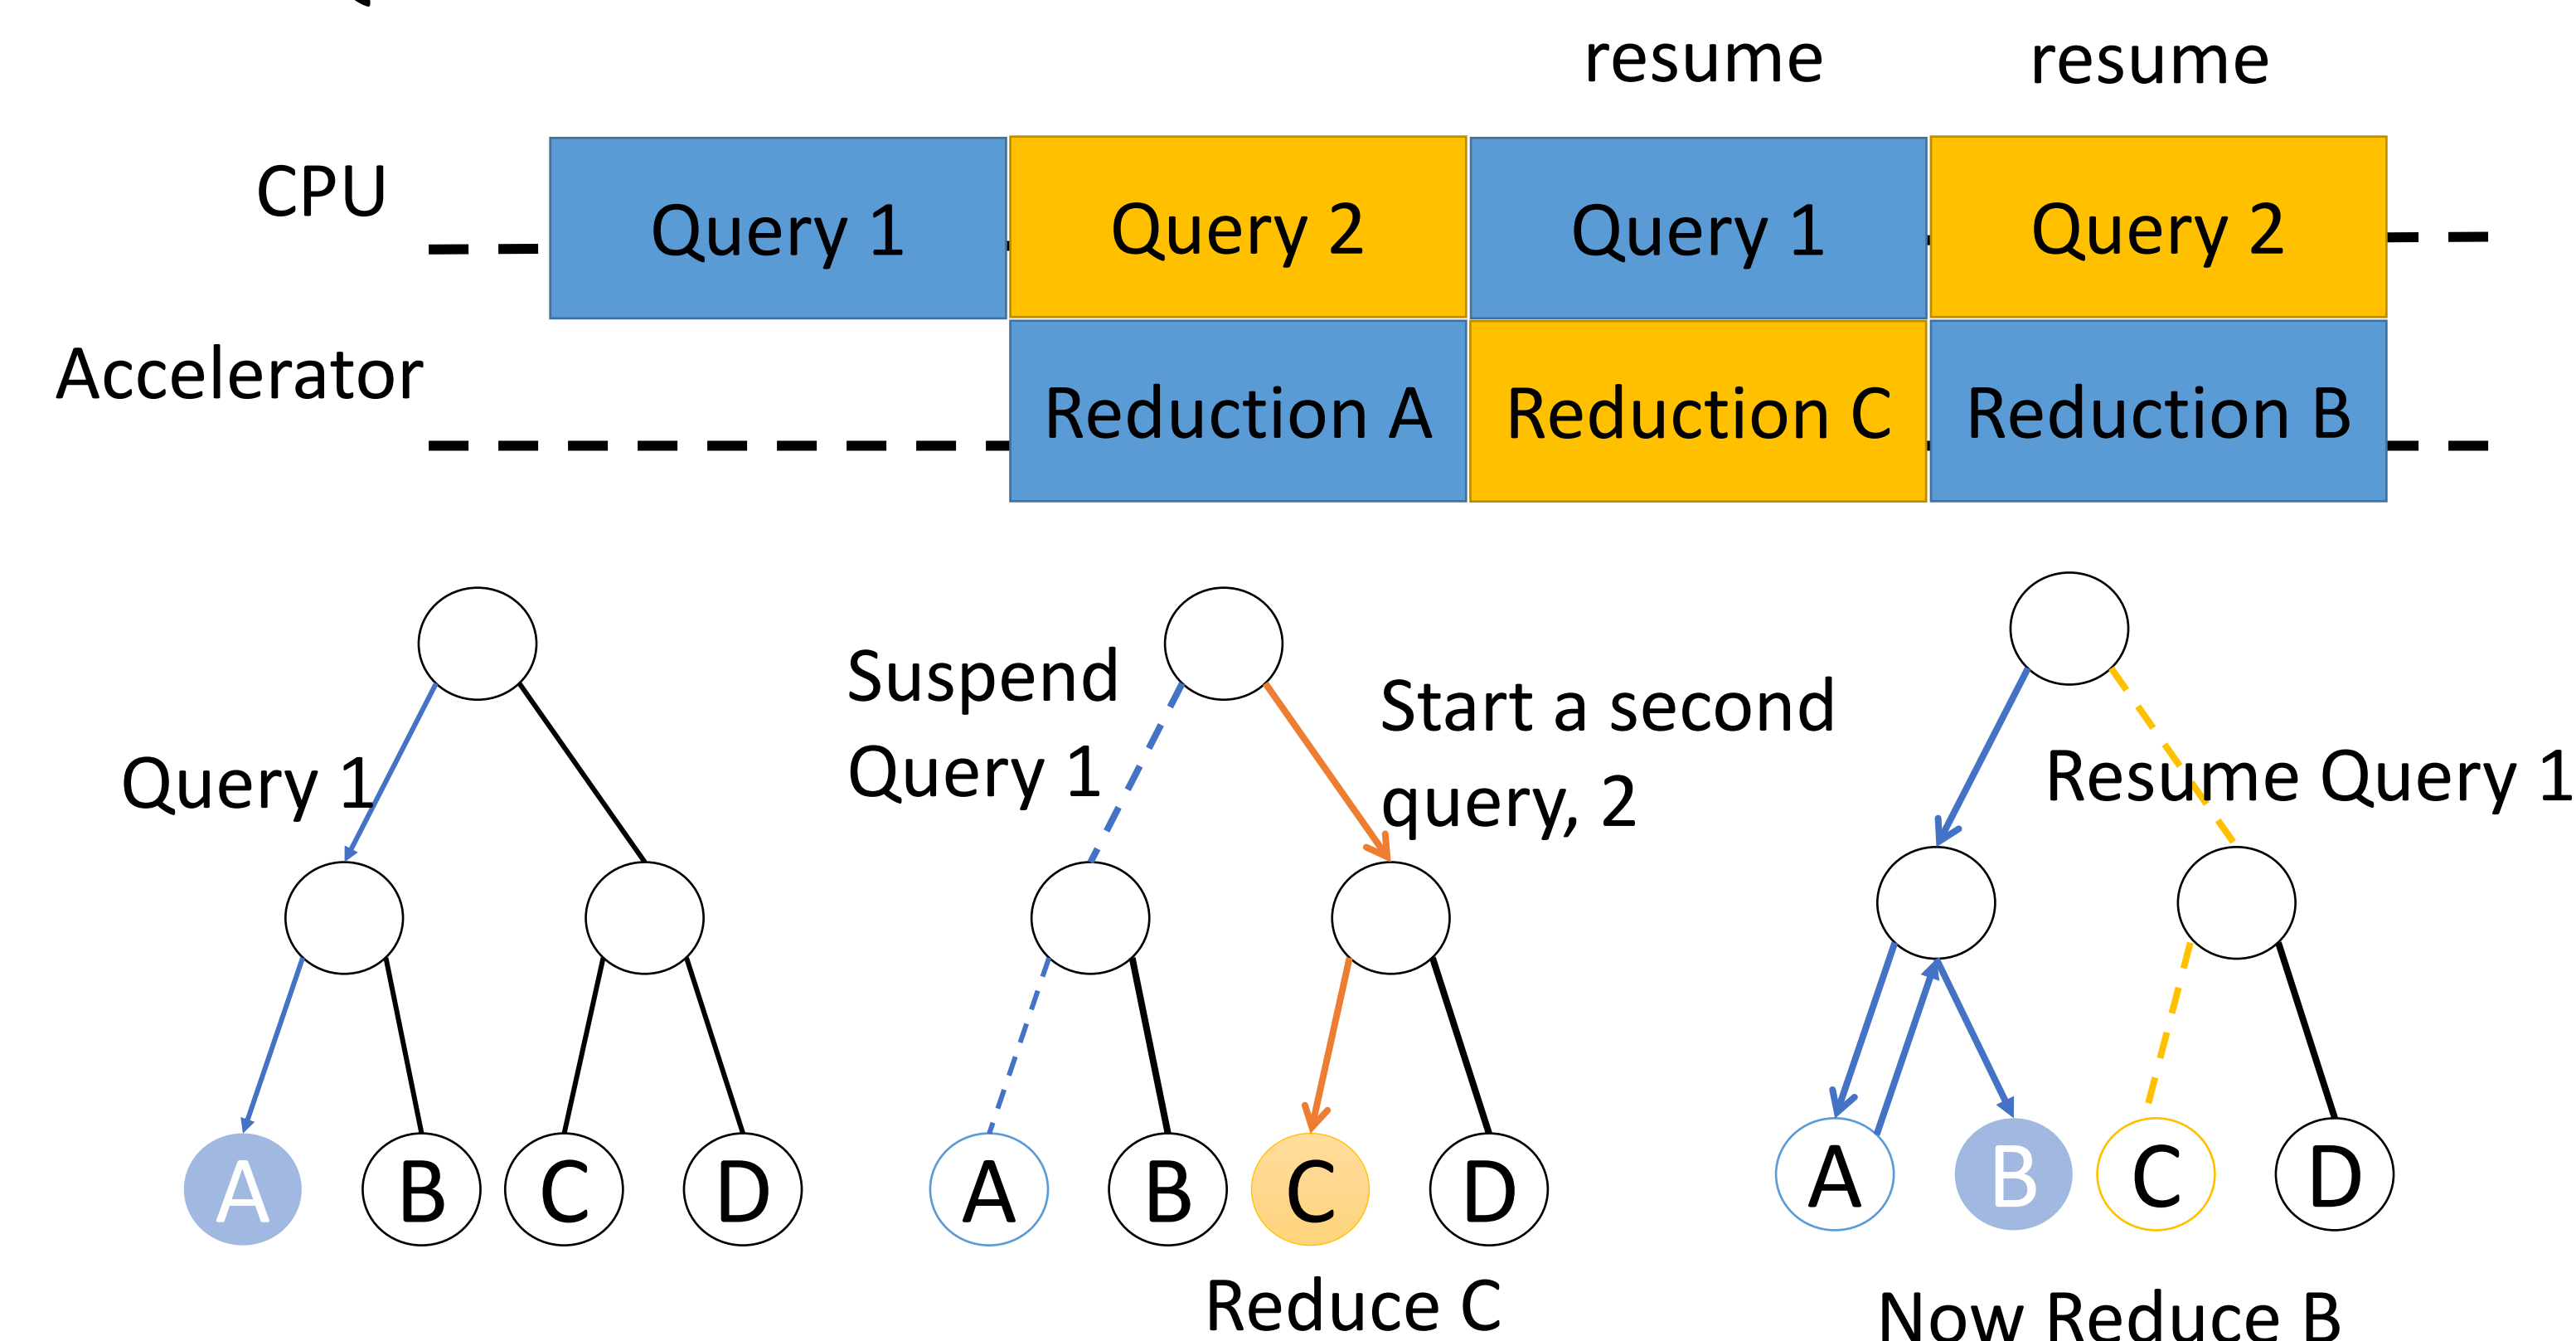 resume resume
CPU Query 1 Query 2 Query 1 Query 2
Accelerator Reduction A Reduction C Reduction B
Query 1
Suspend
Query 1
Start a second
query, 2
Resume Query 1
A B C D
A B C D
A B C D
Reduce C
Now Reduce B